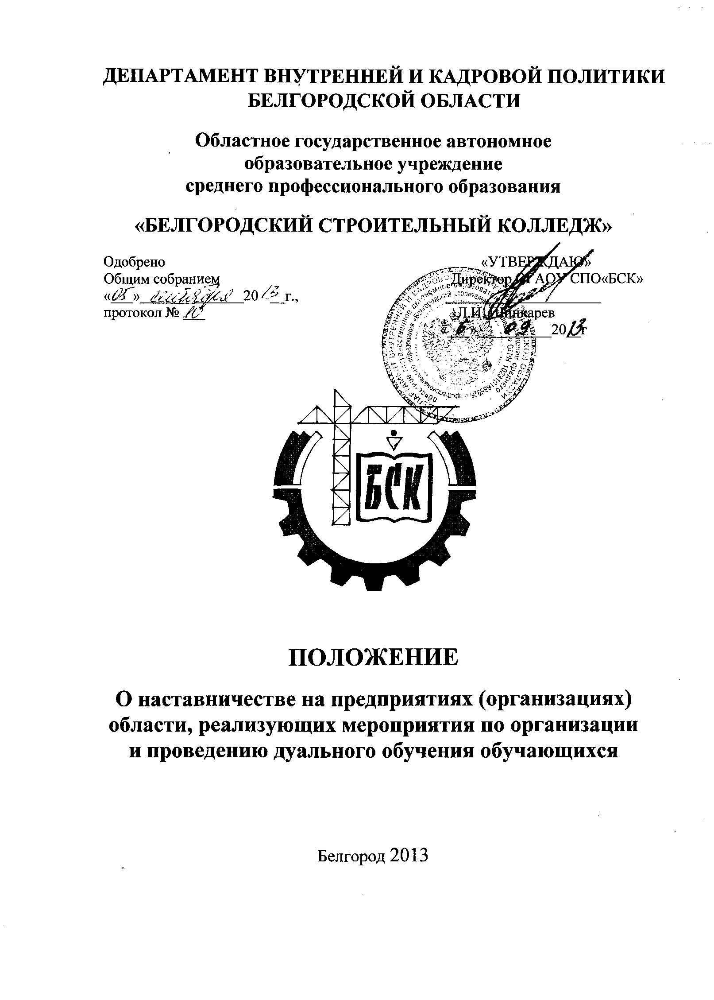 ДЕПАРТАМЕНТ ВНУТРЕННЕЙ И КАДРОВОЙ ПОЛИТИКИ
БЕЛГОРОДСКОЙ ОБЛАСТИ
Областное государственное автономное
образовательное учреждение
среднего профессионального образования
«БЕЛГОРОДСКИЙ СТРОИТЕЛЬНЫЙ КОЛЛЕДЖ»
Одобрено
Общим собранием
«05» сентября 2013 г.,
протокол № 10
«УТВЕРЖДАЮ»
Директор ОГАОУ СПО«БСК»
Л.И. Шинкарев
«6» 09 2013г
БСК
ПОЛОЖЕНИЕ
О наставничестве на предприятиях (организациях)
области, реализующих мероприятия по организации
и проведению дуального обучения обучающихся
Белгород 2013